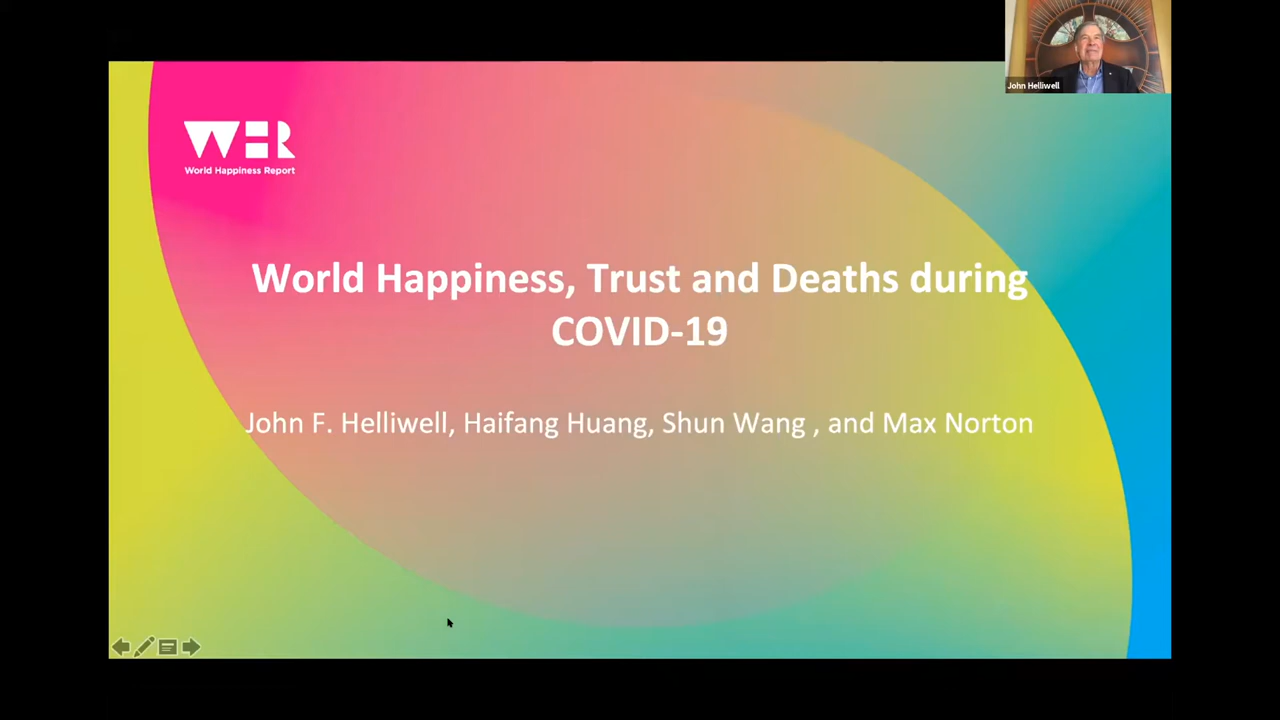 John Helliwell
WHR
World Happiness Report
World Happiness, Trust and Deaths during
COVID-19
John F. Helliwell, Haifang Huang, Shun Wang , and Max Norton